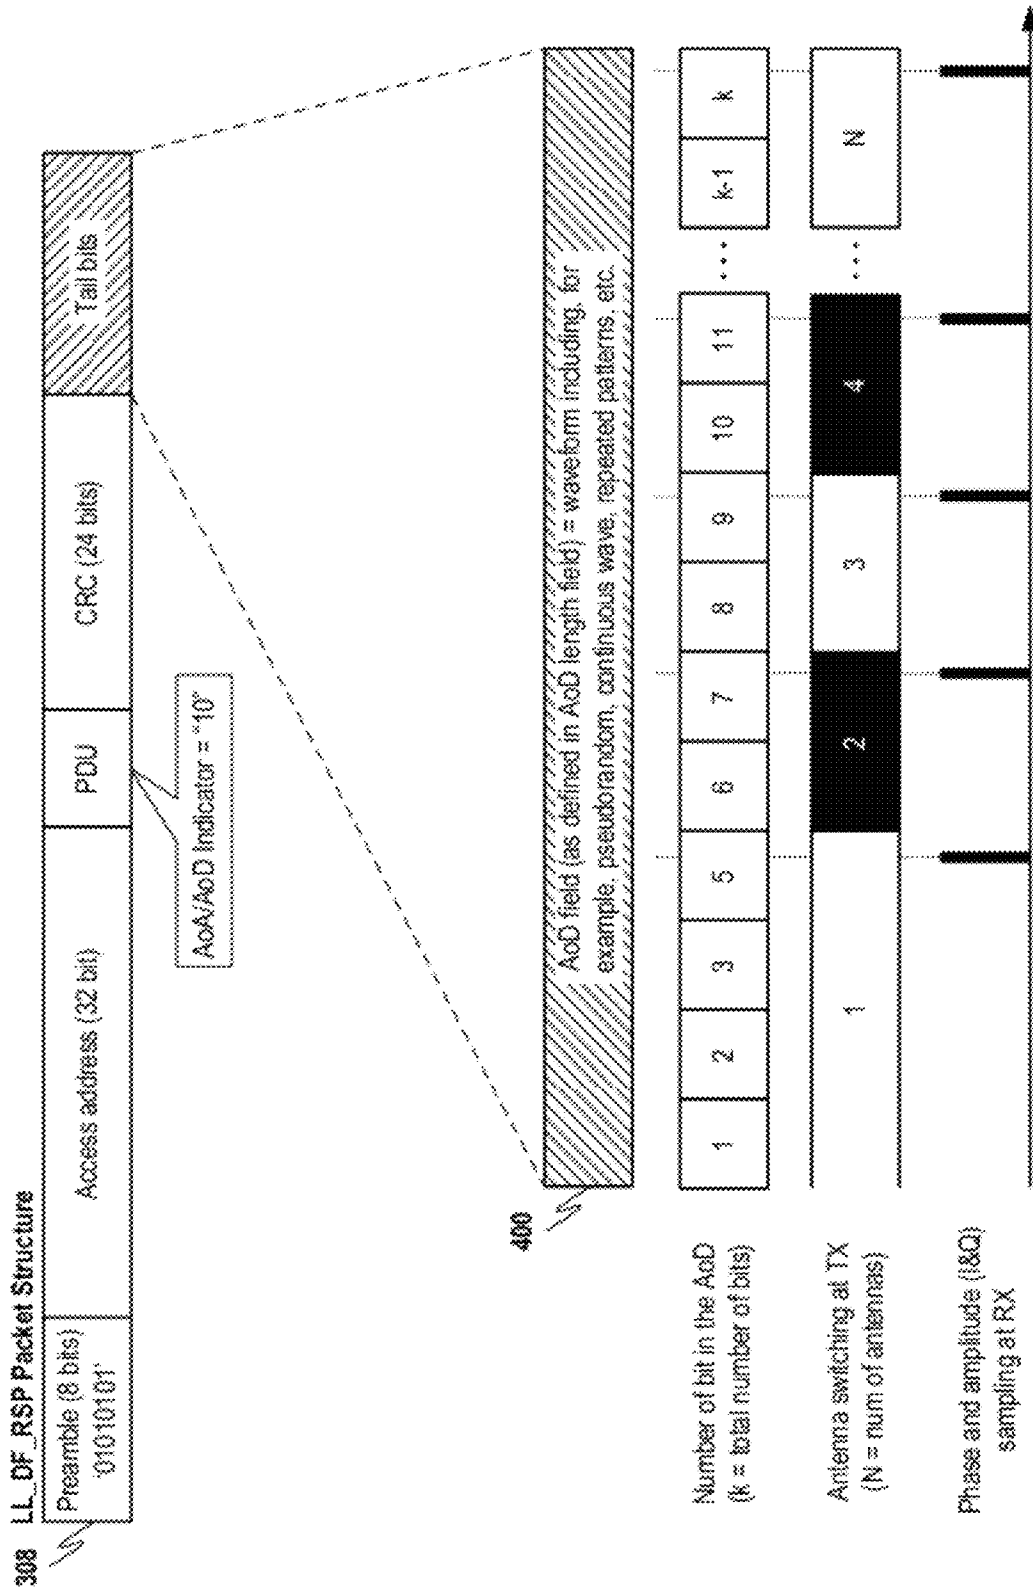 308
LL_DF_RSP Packet Structure
Preamble (8 bits)
'01010101'
Access address (32 bit)
PDU
CRC (24 bits)
Tail bits
AoA/AoD Indicator = "10"
400
AoD field (as defined in AoD length field) = waveform including, for
example, pseudorandom, continuous wave, repeated patterns, etc.
Number of bit in the AoD
(k = total number of bits)
1 2 3 5 6 7 8 9 10 11 .... k-1 k
Antenna switching at TX
(N = num of antennas)
1 2 3 4 .... N
Phase and amplitude (I&Q)
sampling at RX